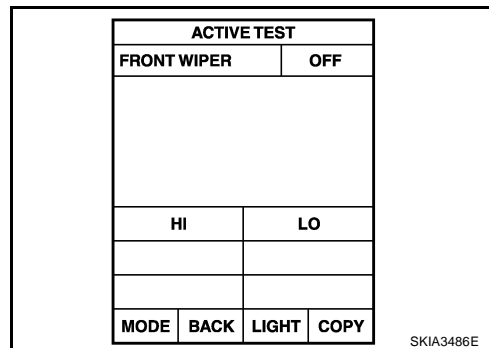 ACTIVE TEST
FRONT WIPER OFF
HI LO
MODE BACK LIGHT COPY
SKIA3486E